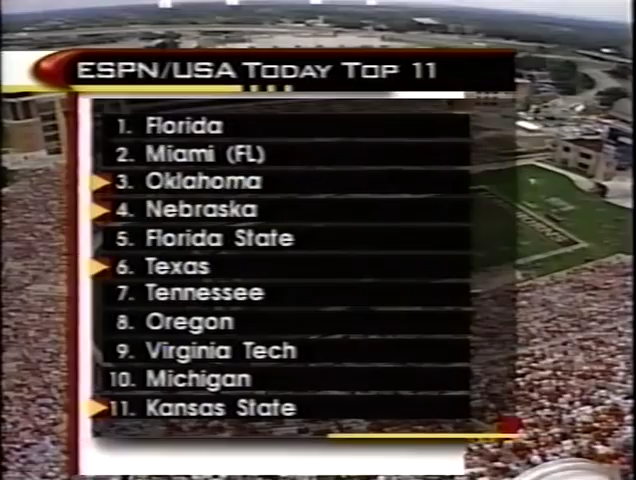 ESPN/USA TODAY TOP 11
1. Florida
2. Miami (FL)
3. Oklahoma
4. Nebraska
5. Florida State
6. Texas
7. Tennessee
8. Oregon
9. Virginia Tech
10. Michigan
11. Kansas State